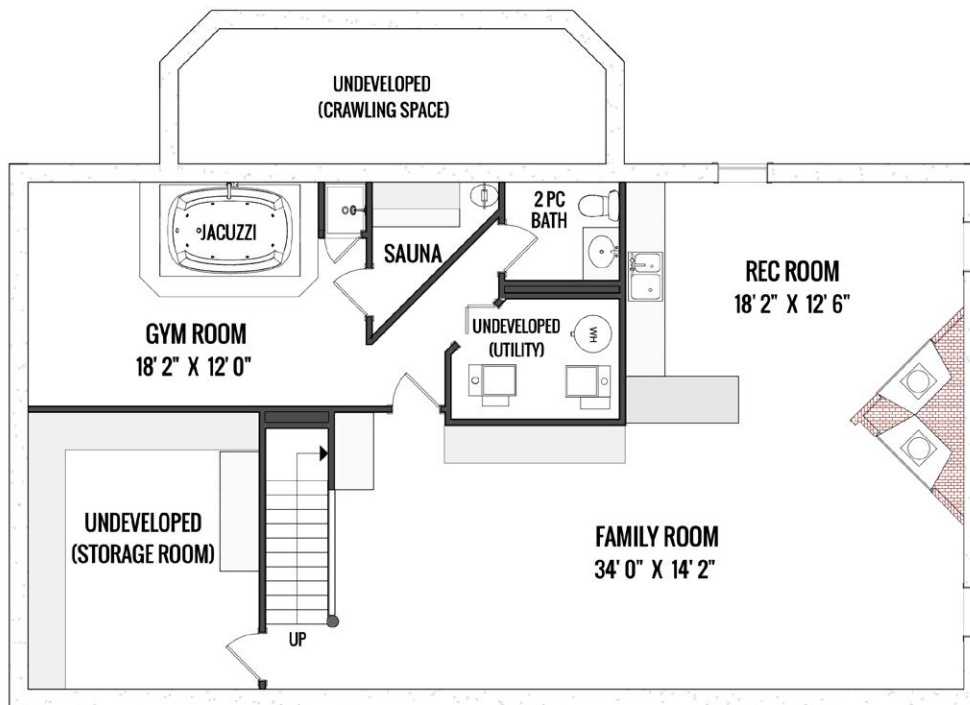 UNDEVELOPED
(CRAWLING SPACE)
JACUZZI
SAUNA
2 PC
BATH
REC ROOM
18' 2" X 12' 6"
GYM ROOM
18' 2" X 12' 0"
UNDEVELOPED
(UTILITY)
WH
UNDEVELOPED
(STORAGE ROOM)
FAMILY ROOM
34' 0" X 14' 2"
UP